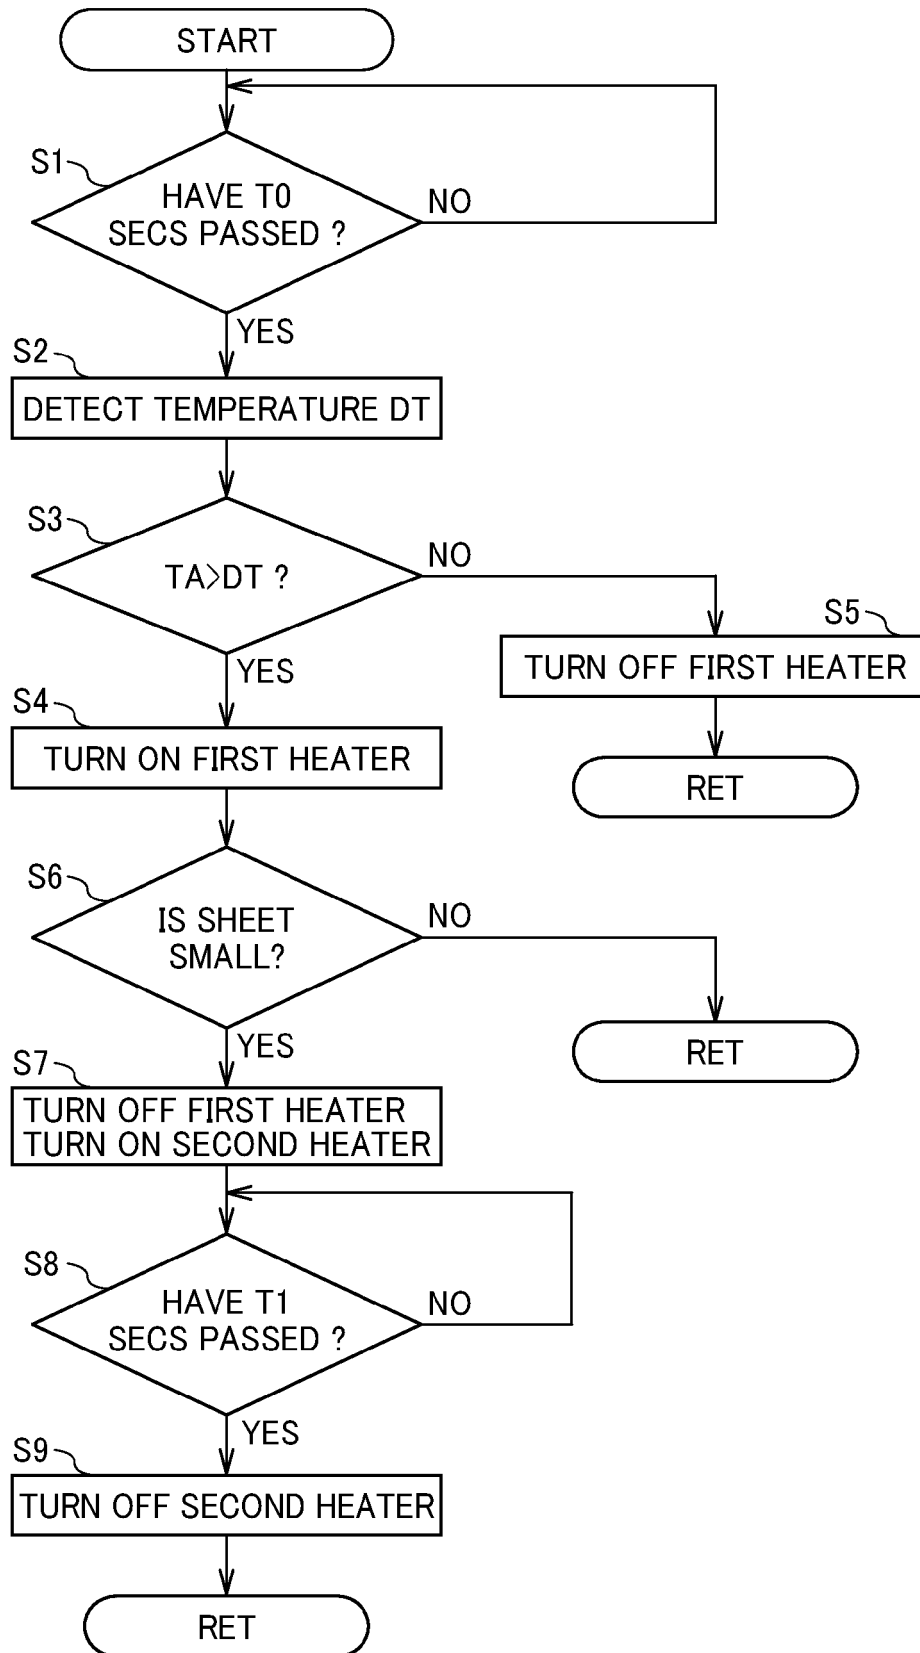 START
S1
HAVE T0
SECS PASSED ?
NO
YES
S2
DETECT TEMPERATURE DT
S3
TA>DT ?
NO
YES
S5
TURN OFF FIRST HEATER
RET
S4
TURN ON FIRST HEATER
S6
IS SHEET
SMALL?
NO
RET
YES
S7
TURN OFF FIRST HEATER
TURN ON SECOND HEATER
S8
HAVE T1
SECS PASSED ?
NO
YES
S9
TURN OFF SECOND HEATER
RET